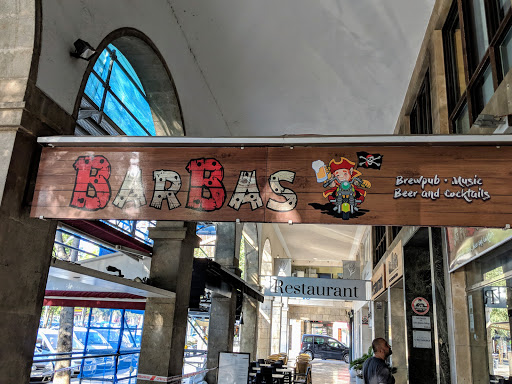 BARBAS
Brewpub · Music
Beer and Cocktails
Restaurant